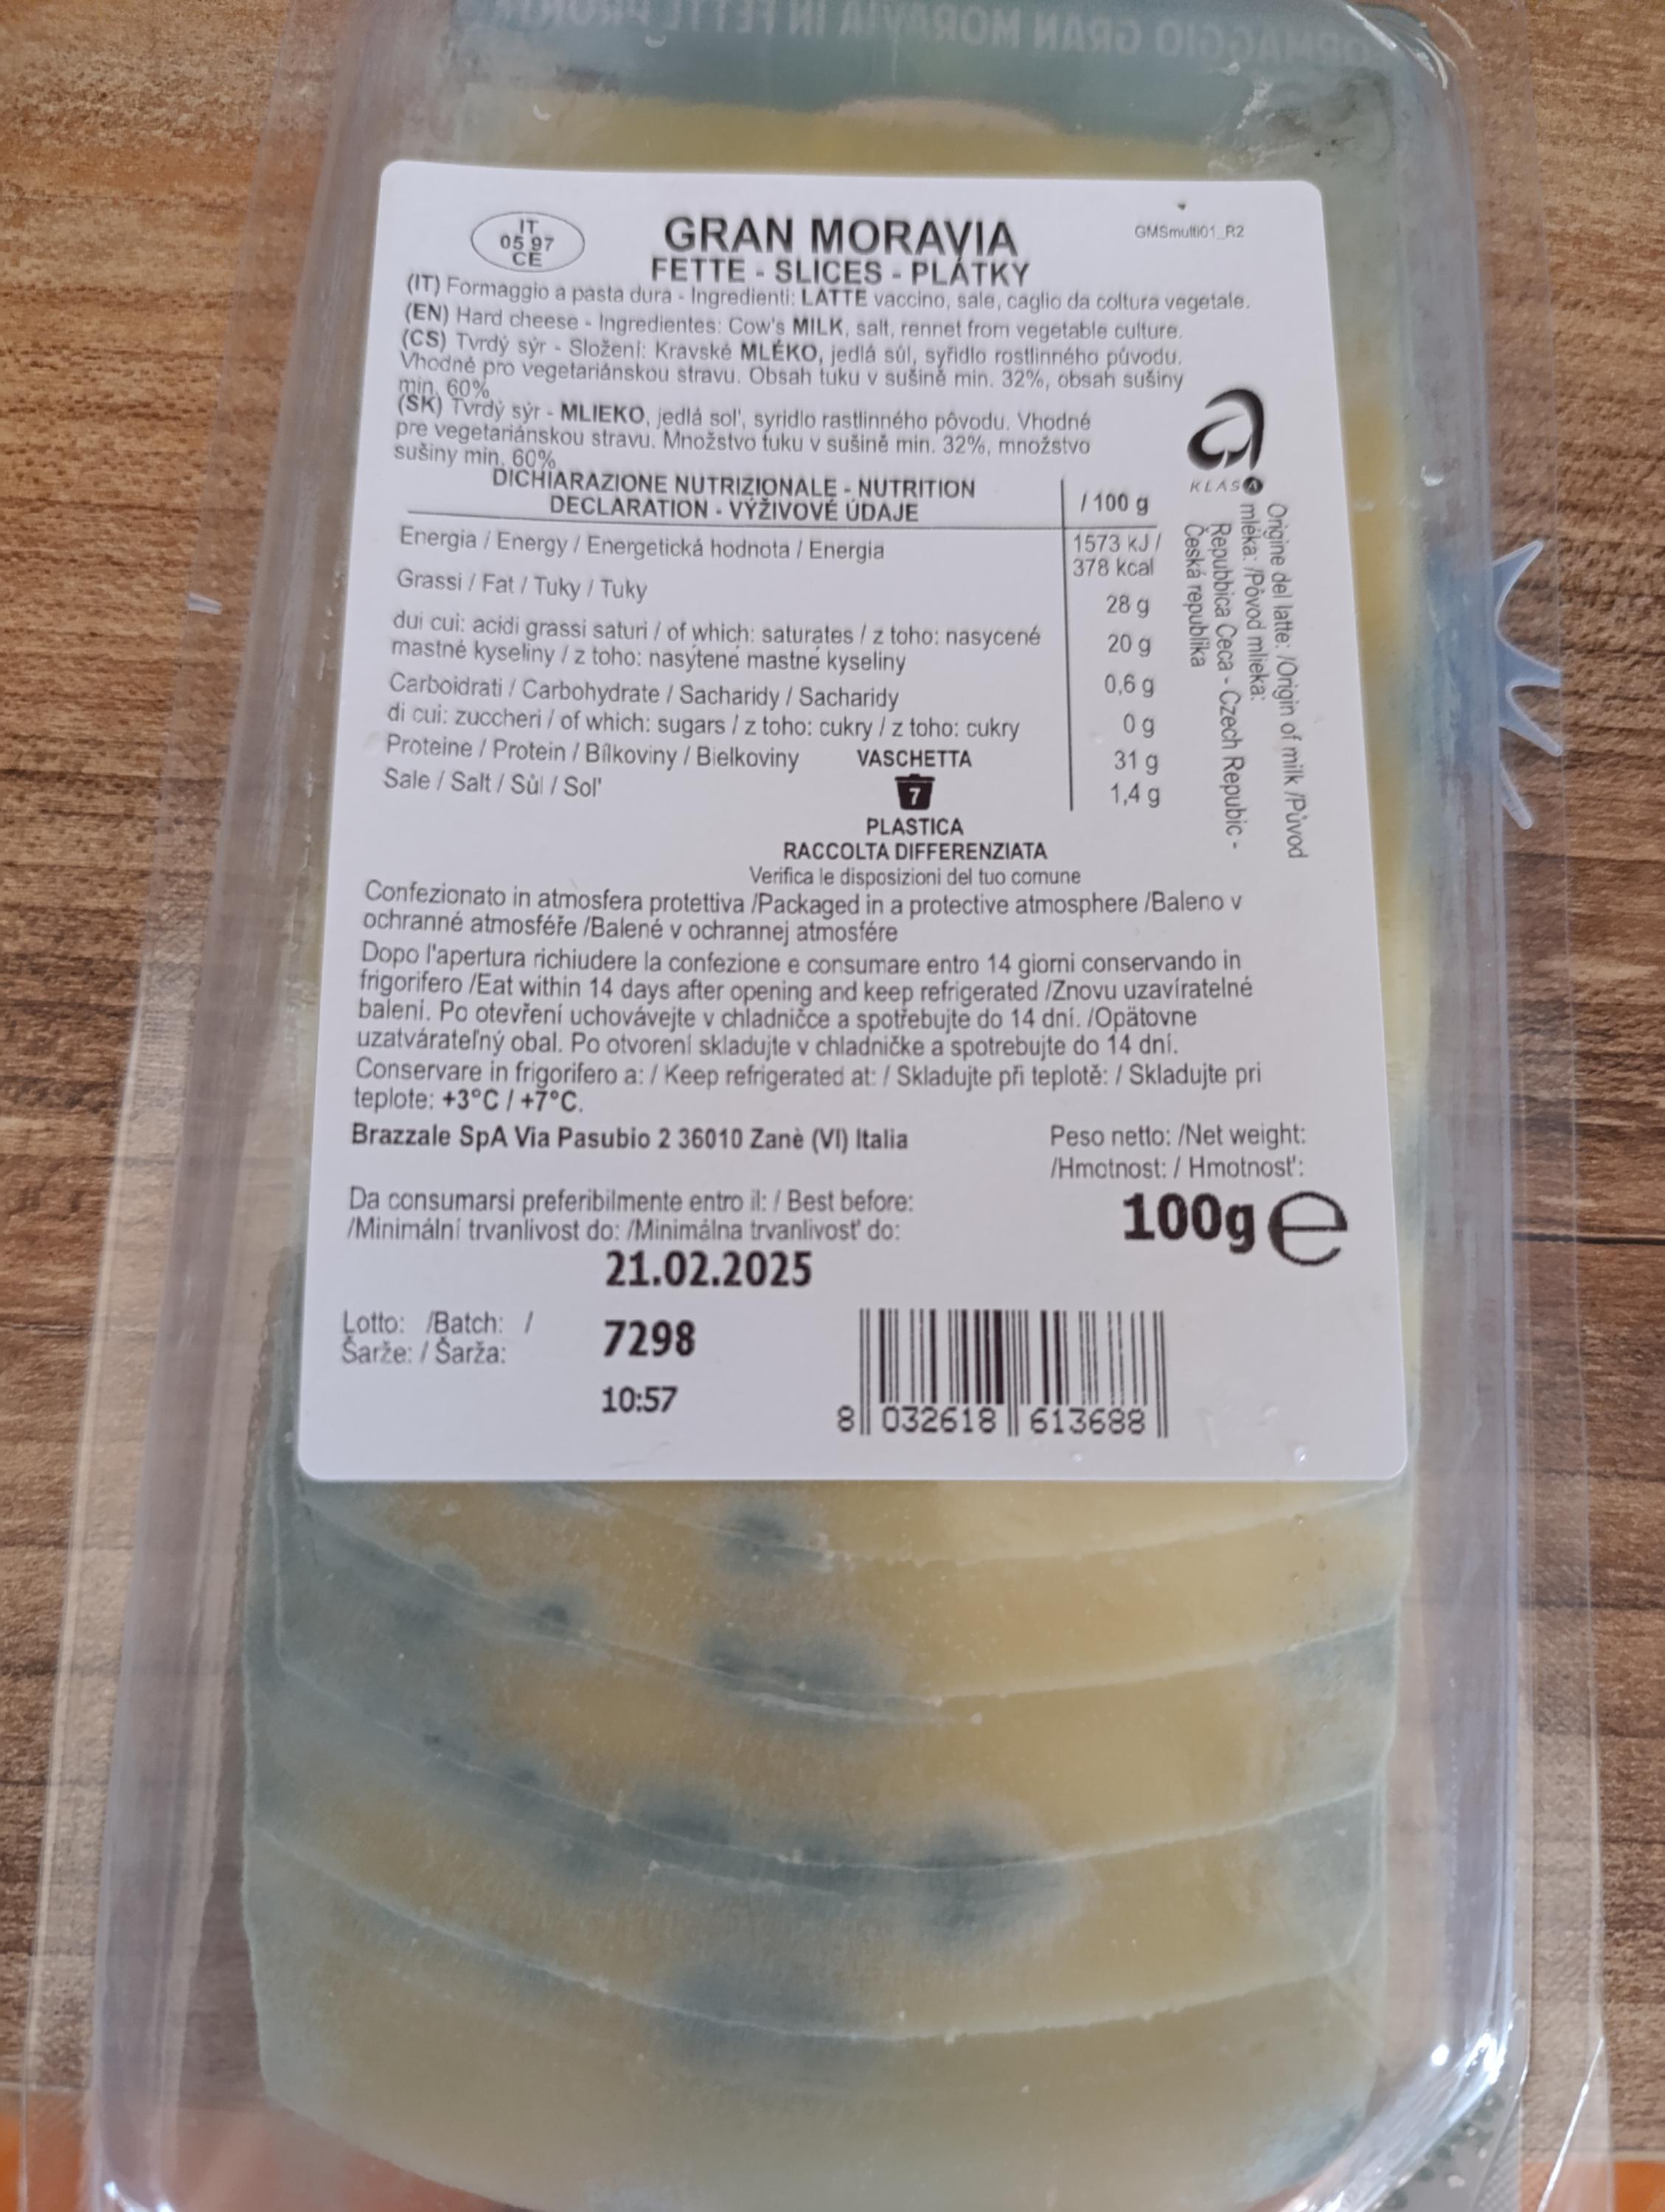 ORMAGGIO GRAN MORAVIA IN FETTE PRONT
IT
05 97
CE
GRAN MORAVIA
GMSmulti01_R2
FETTE - SLICES - PLÁTKY
(IT) Formaggio a pasta dura - Ingredienti: LATTE vaccino, sale, caglio da coltura vegetale.
(EN) Hard cheese - Ingredientes: Cow's MILK, salt, rennet from vegetable culture.
(CS) Tvrdý sýr - Složení: Kravské MLÉKO, jedlá sůl, syřidlo rostlinného původu.
Vhodné pro vegetariánskou stravu. Obsah tuku v sušině min. 32%, obsah sušiny
min. 60%
(SK) Tvrdý sýr - MLIEKO, jedlá sol', syridlo rastlinného pôvodu. Vhodné
pre vegetariánskou stravu. Množstvo tuku v sušině min. 32%, množstvo
sušiny min. 60%
KLASA
Origine del latte: /Origin of milk /Původ
mléka: /Pôvod mlieka:
Repubbica Ceca - Czech Repubic -
Česká republika
DICHIARAZIONE NUTRIZIONALE - NUTRITION
DECLARATION - VÝŽIVOVÉ ÚDAJE
/ 100 g
Energia / Energy / Energetická hodnota / Energia
1573 kJ /
378 kcal
Grassi / Fat / Tuky / Tuky
28 g
dui cui: acidi grassi saturi / of which: saturates / z toho: nasycené
mastné kyseliny / z toho: nasýtené mastné kyseliny
20 g
Carboidrati / Carbohydrate / Sacharidy / Sacharidy
0,6 g
di cui: zuccheri / of which: sugars / z toho: cukry / z toho: cukry
0 g
Proteine / Protein / Bílkoviny / Bielkoviny
31 g
Sale / Salt / Sůl / Sol'
1,4 g
VASCHETTA
7
PLASTICA
RACCOLTA DIFFERENZIATA
Verifica le disposizioni del tuo comune
Confezionato in atmosfera protettiva /Packaged in a protective atmosphere /Baleno v
ochranné atmosféře /Balené v ochrannej atmosfére
Dopo l'apertura richiudere la confezione e consumare entro 14 giorni conservando in
frigorifero /Eat within 14 days after opening and keep refrigerated /Znovu uzavíratelné
balení. Po otevření uchovávejte v chladničce a spotřebujte do 14 dní. /Opätovne
uzatvárateľný obal. Po otvorení skladujte v chladničke a spotrebujte do 14 dní.
Conservare in frigorifero a: / Keep refrigerated at: / Skladujte při teplotě: / Skladujte pri
teplote: +3°C / +7°C.
Brazzale SpA Via Pasubio 2 36010 Zanè (VI) Italia
Peso netto: /Net weight:
/Hmotnost: / Hmotnost':
100g e
Da consumarsi preferibilmente entro il: / Best before:
/Minimální trvanlivost do: /Minimálna trvanlivost' do:
21.02.2025
Lotto: /Batch: /
Šarže: / Šarža:
7298
10:57
8 032618 613688